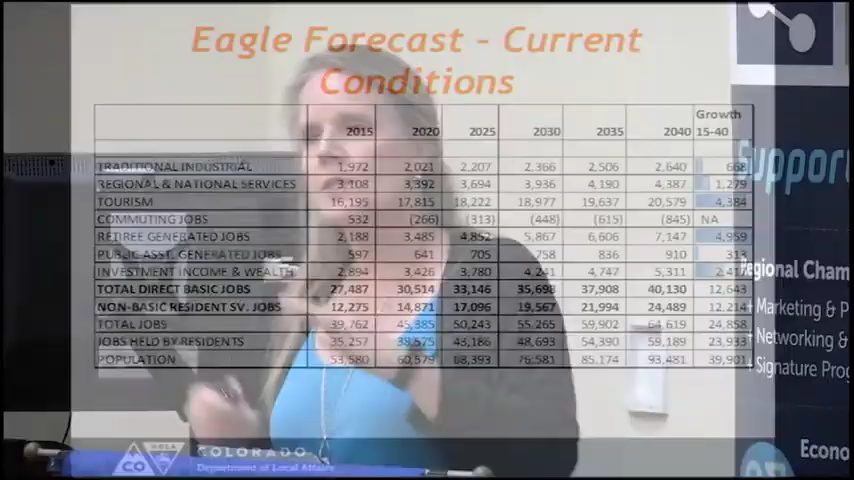 Eagle Forecast - Current
Conditions
Growth
2015 2020 2025 2030 2035 2040 15-40
TRADITIONAL INDUSTRIAL 1,972 2,021 2,207 2,366 2,506 2,640 668
REGIONAL & NATIONAL SERVICES 3,108 3,392 3,694 3,936 4,190 4,387 1,279
TOURISM 16,195 17,815 18,222 18,977 19,637 20,579 4,384
COMMUTING JOBS 532 (266) (313) (448) (615) (845) NA
RETIREE GENERATED JOBS 2,188 3,485 4,852 5,867 6,606 7,147 4,959
PUBLIC ASST. GENERATED JOBS 597 641 705 758 836 910 313
INVESTMENT INCOME & WEALTH 2,894 3,426 3,780 4,241 4,747 5,311
TOTAL DIRECT BASIC JOBS 27,487 30,514 33,146 35,698 37,908 40,130 12,643
NON-BASIC RESIDENT SV. JOBS 12,275 14,871 17,096 19,567 21,994 24,489 12,214
TOTAL JOBS 39,762 45,385 50,243 55,265 59,902 64,619 24,858
JOBS HELD BY RESIDENTS 35,257 38,575 43,186 48,693 54,390 59,189 23,933
POPULATION 53,580 60,579 68,393 76,581 85,174 93,481 39,901
Support
Regional Cham
+ Marketing & P
+ Networking &
+ Signature Prog
Econo
CO
COLORADO
Department of Local Affairs